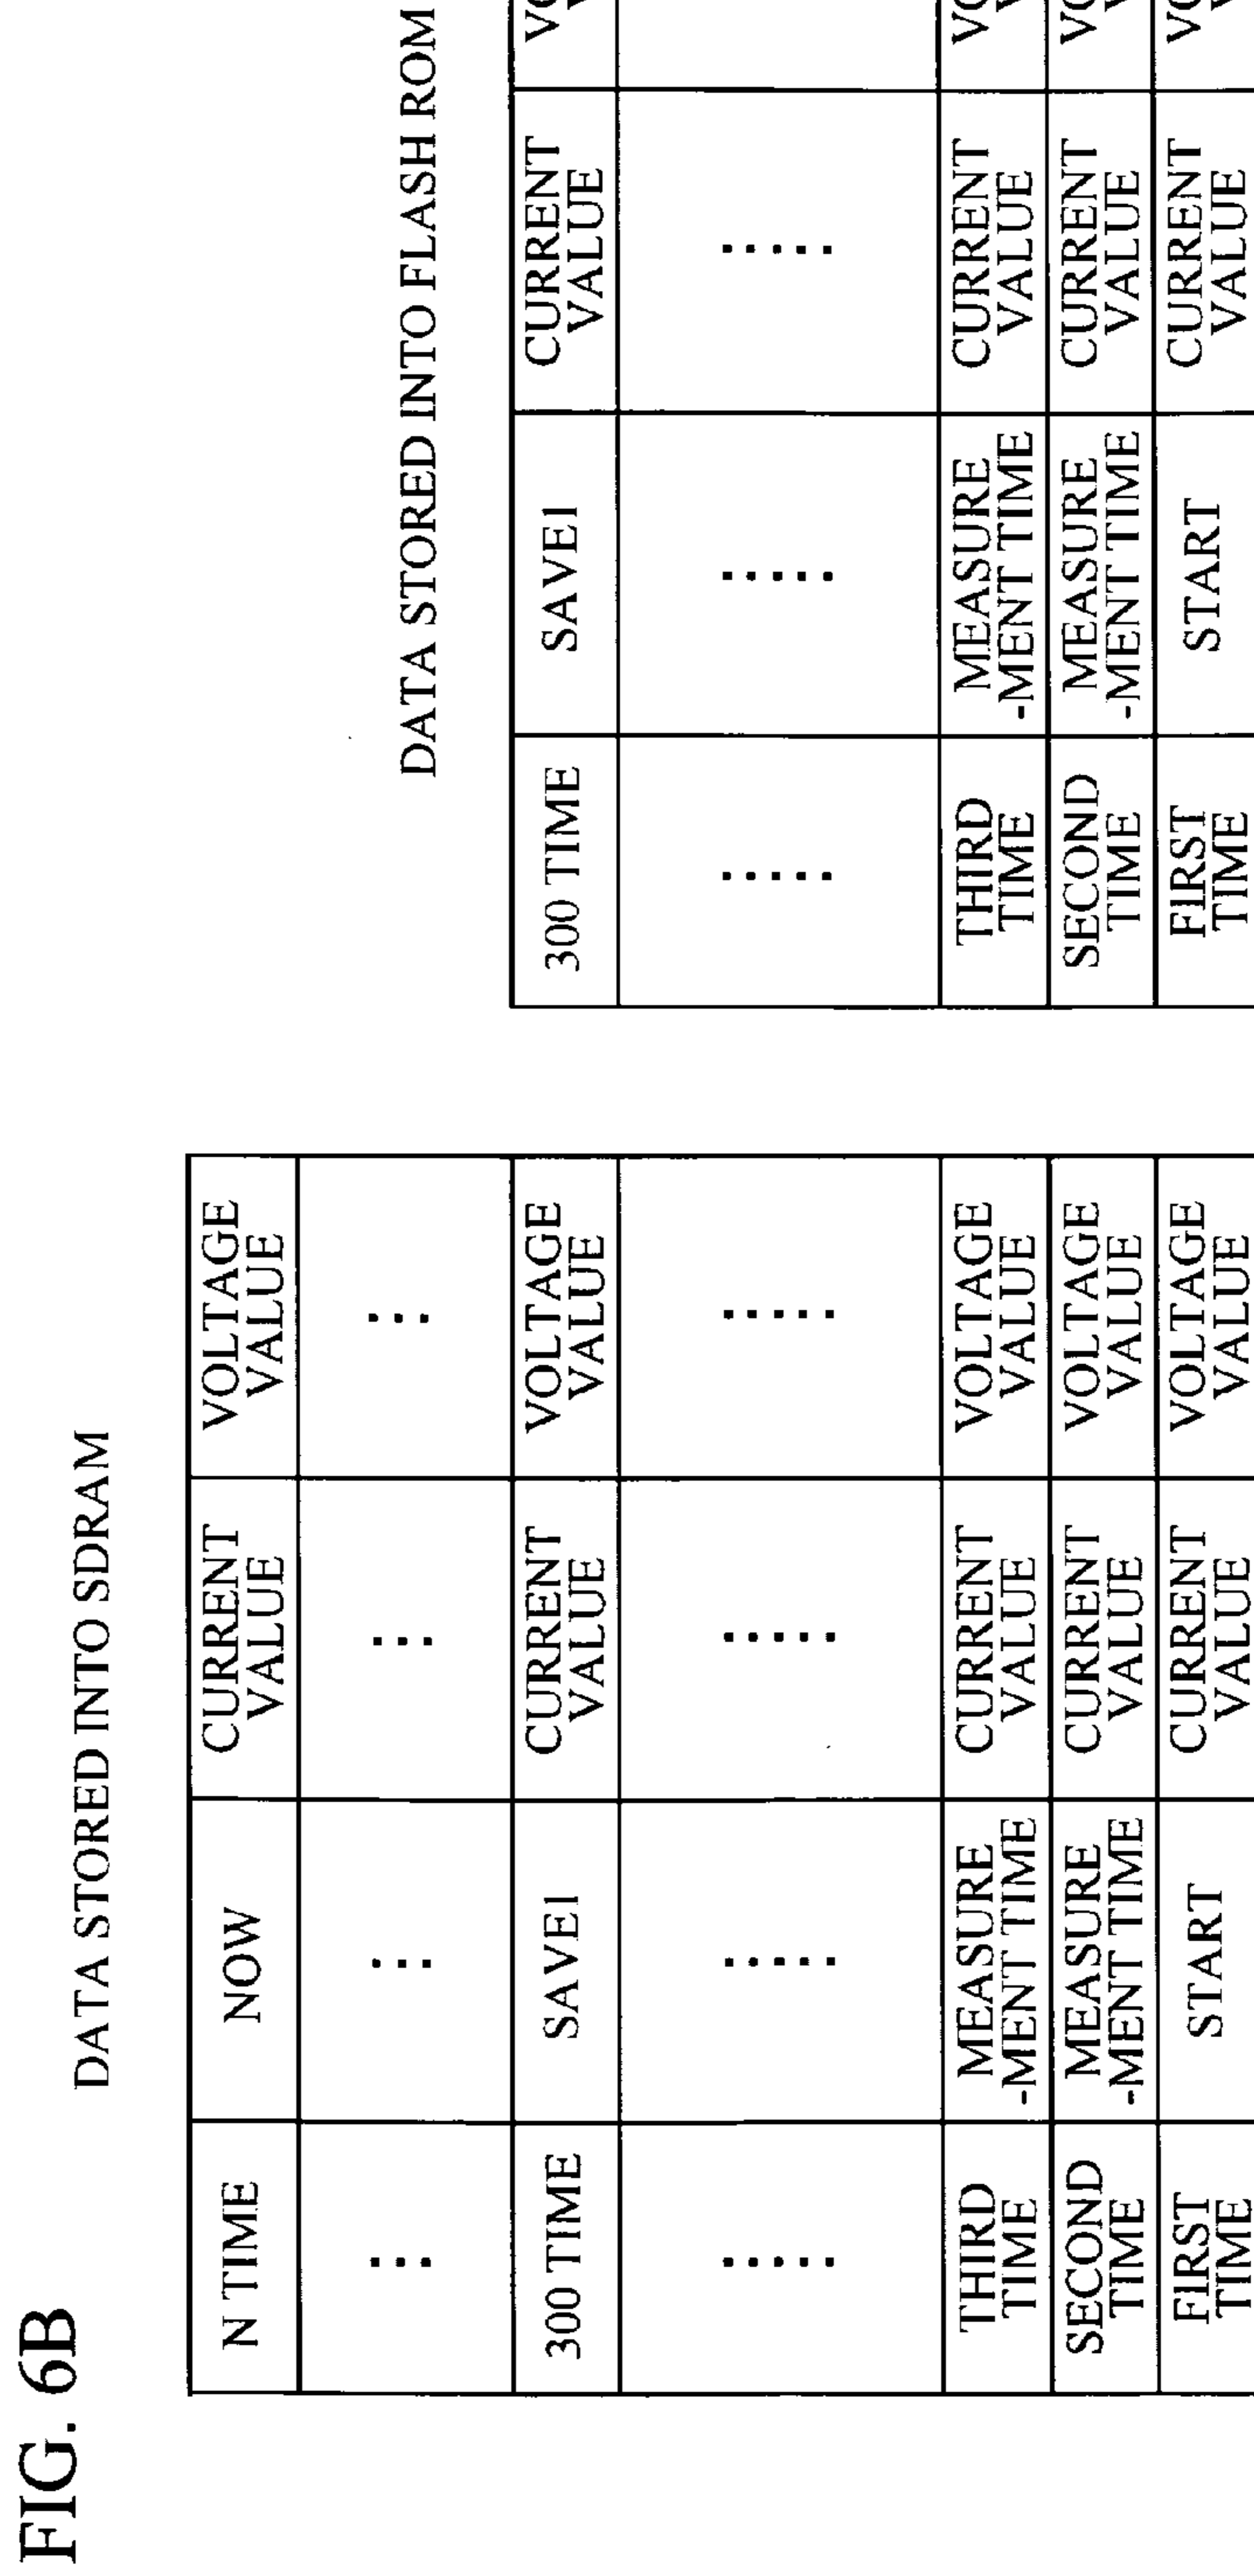 FIG. 6B
DATA STORED INTO SDRAM
N TIME
NOW
CURRENT
VALUE
VOLTAGE
VALUE
...
...
...
...
300 TIME
SAVE1
CURRENT
VALUE
VOLTAGE
VALUE
.....
.....
.....
.....
THIRD
TIME
MEASURE
-MENT TIME
CURRENT
VALUE
VOLTAGE
VALUE
SECOND
TIME
MEASURE
-MENT TIME
CURRENT
VALUE
VOLTAGE
VALUE
FIRST
TIME
START
CURRENT
VALUE
VOLTAGE
VALUE
DATA STORED INTO FLASH ROM
300 TIME
SAVE1
CURRENT
VALUE
.....
.....
.....
THIRD
TIME
MEASURE
-MENT TIME
CURRENT
VALUE
SECOND
TIME
MEASURE
-MENT TIME
CURRENT
VALUE
FIRST
TIME
START
CURRENT
VALUE